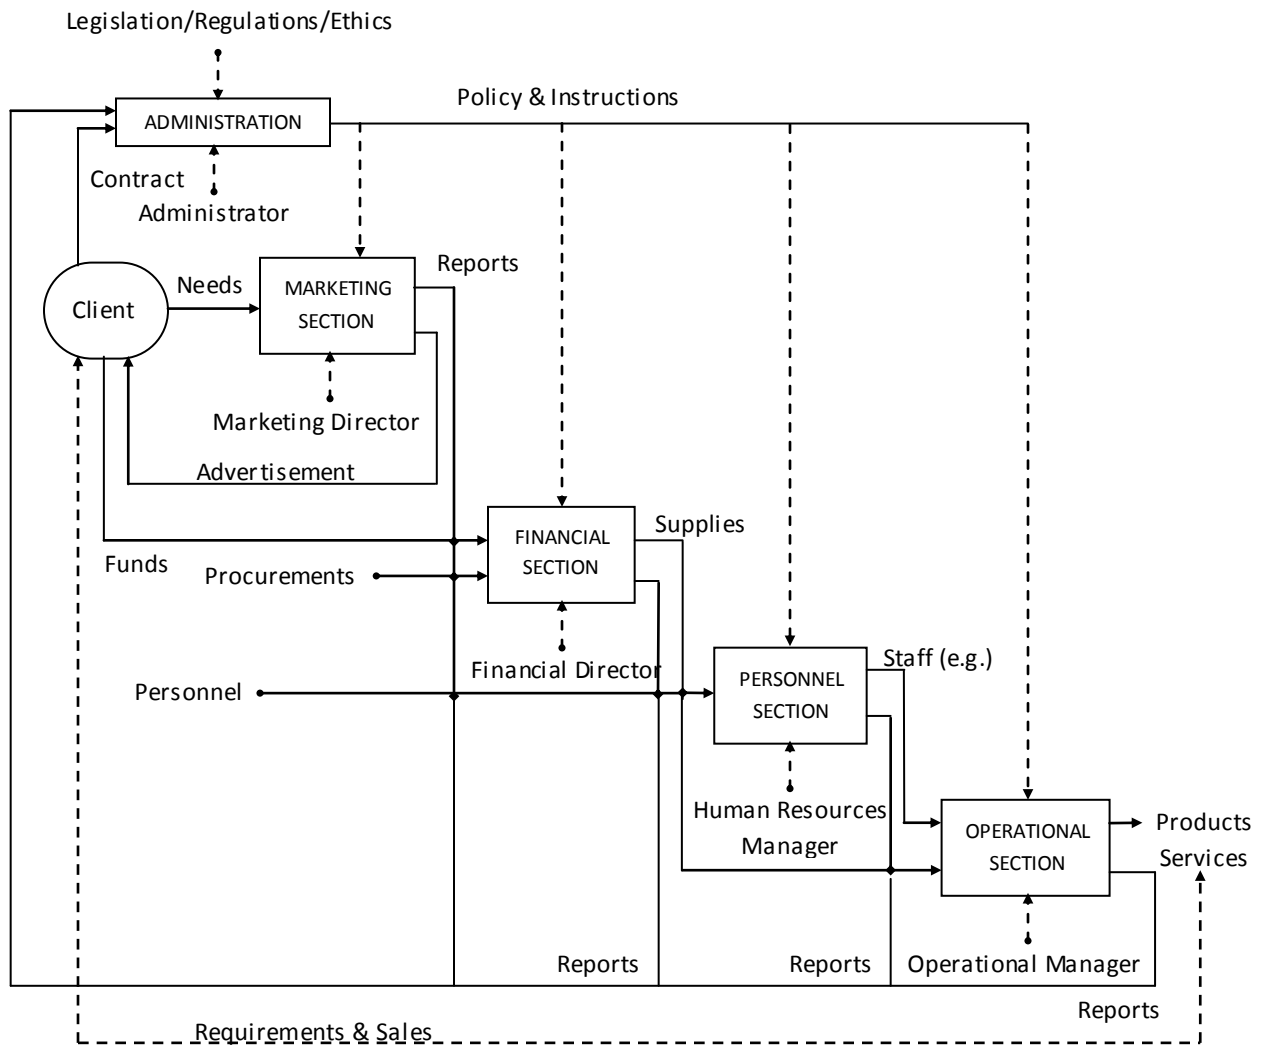 Legislation/Regulations/Ethics
Policy & Instructions
ADMINISTRATION
Contract
Administrator
Reports
Needs
MARKETING
SECTION
Client
Marketing Director
Advertisement
Supplies
FINANCIAL
SECTION
Funds
Procurements
Financial Director
Staff (e.g.)
Personnel
PERSONNEL
SECTION
Human Resources
Manager
OPERATIONAL
SECTION
Products
Services
Reports
Reports
Operational Manager
Reports
Requirements & Sales